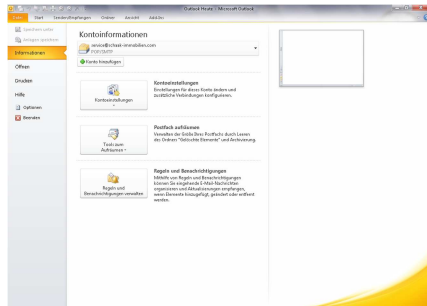 Outlook Heute - Microsoft Outlook
Datei Start Senden/Empfangen Ordner Ansicht Add-Ins
Speichern unter
Anlagen speichern
Informationen
Öffnen
Drucken
Hilfe
Optionen
Beenden
Kontoinformationen
service@schaal-immobilien.com
POP/SMTP
Konto hinzufügen
Kontoeinstellungen
Kontoeinstellungen
Einstellungen für dieses Konto ändern und
zusätzliche Verbindungen konfigurieren.
Tools zum
Aufräumen
Postfach aufräumen
Verwalten der Größe Ihres Postfachs durch Leeren
des Ordners "Gelöschte Elemente" und Archivierung.
Regeln und
Benachrichtigungen verwalten
Regeln und Benachrichtigungen
Mithilfe von Regeln und Benachrichtigungen
können Sie eingehende E-Mail-Nachrichten
organisieren und Aktualisierungen empfangen,
wenn Elemente hinzugefügt, geändert oder entfernt
werden.